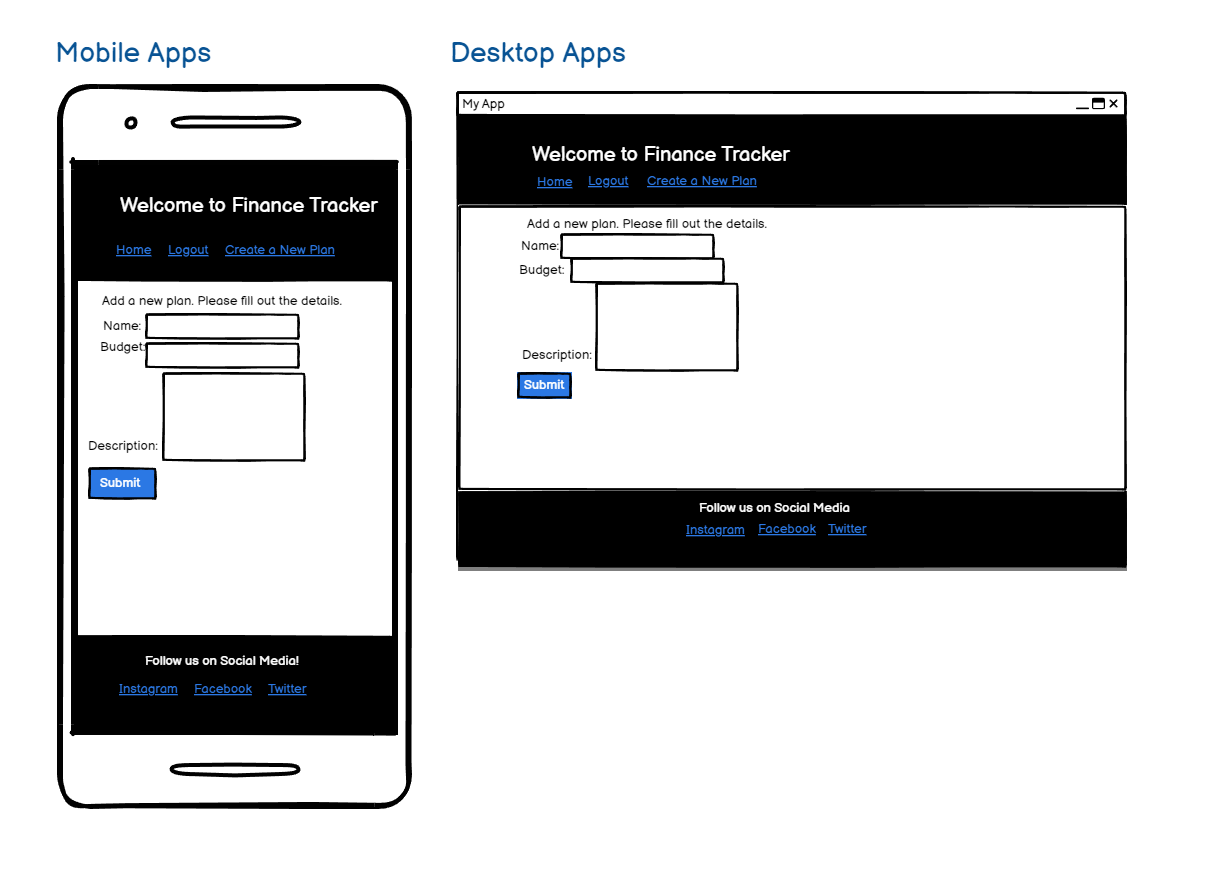 Mobile Apps
Welcome to Finance Tracker
Home Logout Create a New Plan
Add a new plan. Please fill out the details.
Name:
Budget:
Description:
Submit
Follow us on Social Media!
Instagram Facebook Twitter
Desktop Apps
My App
Welcome to Finance Tracker
Home Logout Create a New Plan
Add a new plan. Please fill out the details.
Name:
Budget:
Description:
Submit
Follow us on Social Media
Instagram Facebook Twitter